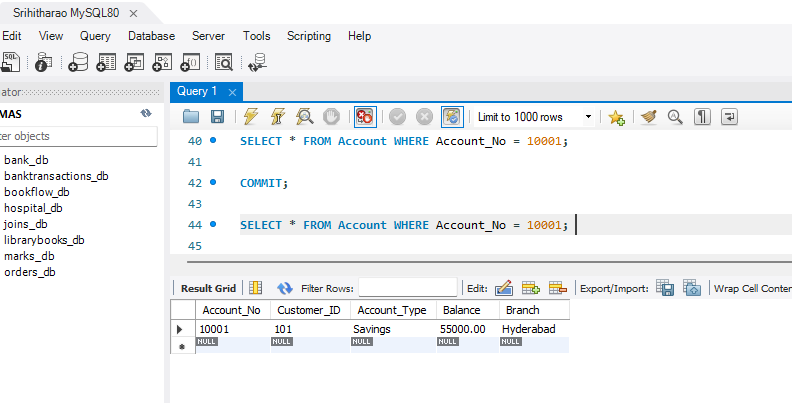 Srihitharao MySQL80 ×
Edit View Query Database Server Tools Scripting Help
ator
Query 1 ×
MAS
Limit to 1000 rows
ter objects
40 SELECT * FROM Account WHERE Account_No = 10001;
41
42 COMMIT;
43
44 SELECT * FROM Account WHERE Account_No = 10001;
45
bank_db
banktransactions_db
bookflow_db
hospital_db
joins_db
librarybooks_db
marks_db
orders_db
Result Grid Filter Rows: Edit: Export/Import: Wrap Cell Conten
Account_No Customer_ID Account_Type Balance Branch
10001 101 Savings 55000.00 Hyderabad
NULL NULL NULL NULL NULL